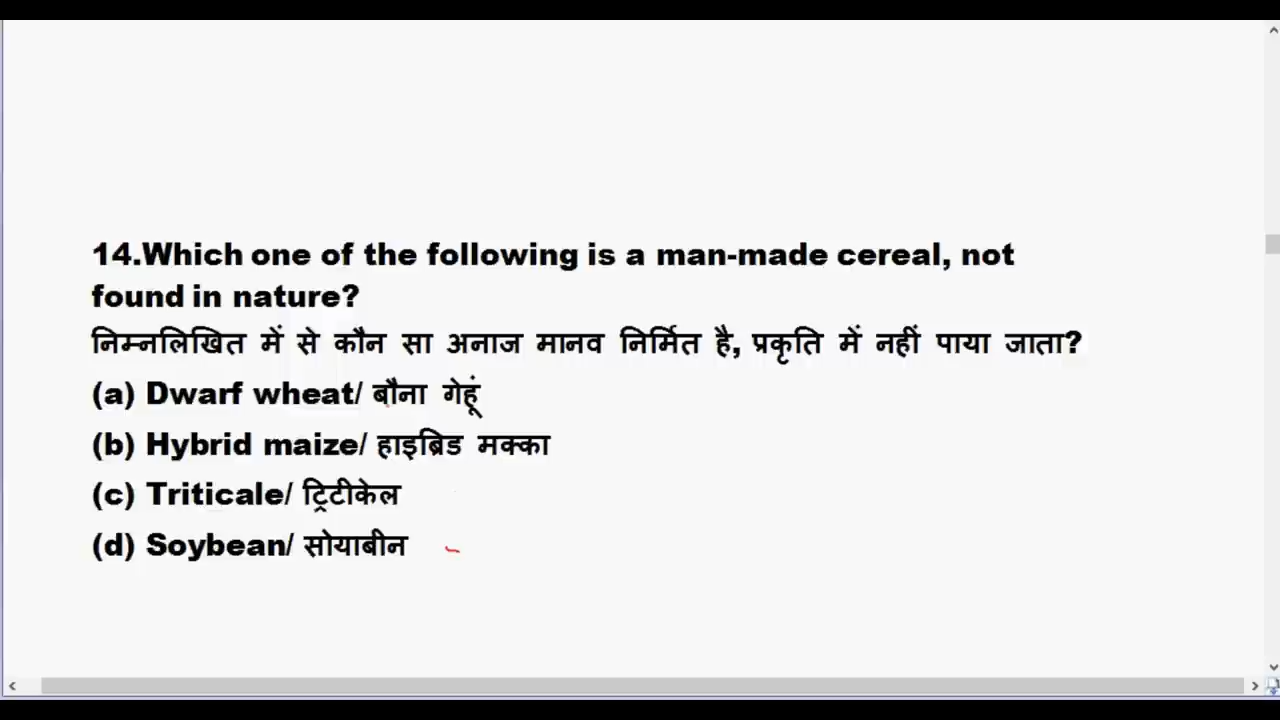 14.Which one of the following is a man-made cereal, not
found in nature?
निम्नलिखित में से कौन सा अनाज मानव निर्मित है, प्रकृति में नहीं पाया जाता?
(a) Dwarf wheat/ बौना गेहूं
(b) Hybrid maize/ हाइब्रिड मक्का
(c) Triticale/ ट्रिटीकेल
(d) Soybean/ सोयाबीन